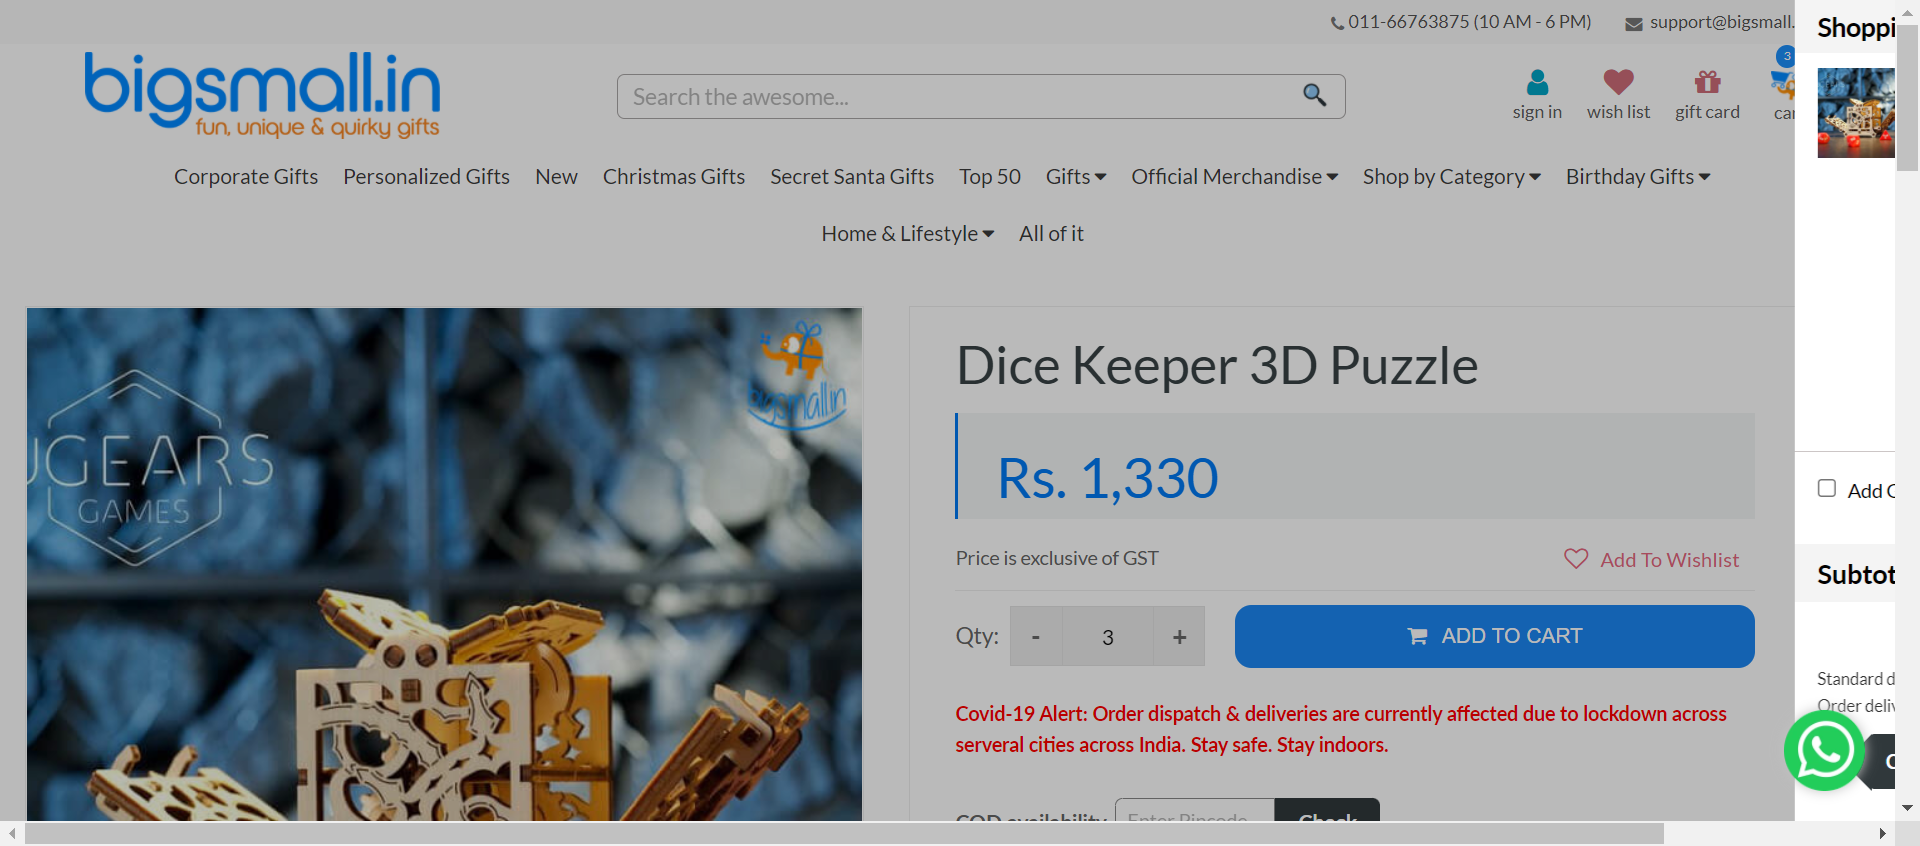 011-66763875 (10 AM - 6 PM)
support@bigsmall.
Shoppi
bigsmall.in
fun, unique & quirky gifts
Search the awesome...
sign in
wish list
gift card
3
car
Corporate Gifts
Personalized Gifts
New
Christmas Gifts
Secret Santa Gifts
Top 50
Gifts
Official Merchandise
Shop by Category
Birthday Gifts
Home & Lifestyle
All of it
bigsmall.in
UGEARS
GAMES
Dice Keeper 3D Puzzle
Rs. 1,330
Price is exclusive of GST
Add To Wishlist
Qty:
-
3
+
ADD TO CART
Covid-19 Alert: Order dispatch & deliveries are currently affected due to lockdown across
serveral cities across India. Stay safe. Stay indoors.
COD availability
Enter Pincode
Check
Add
Subtot
Standard d
Order deliv